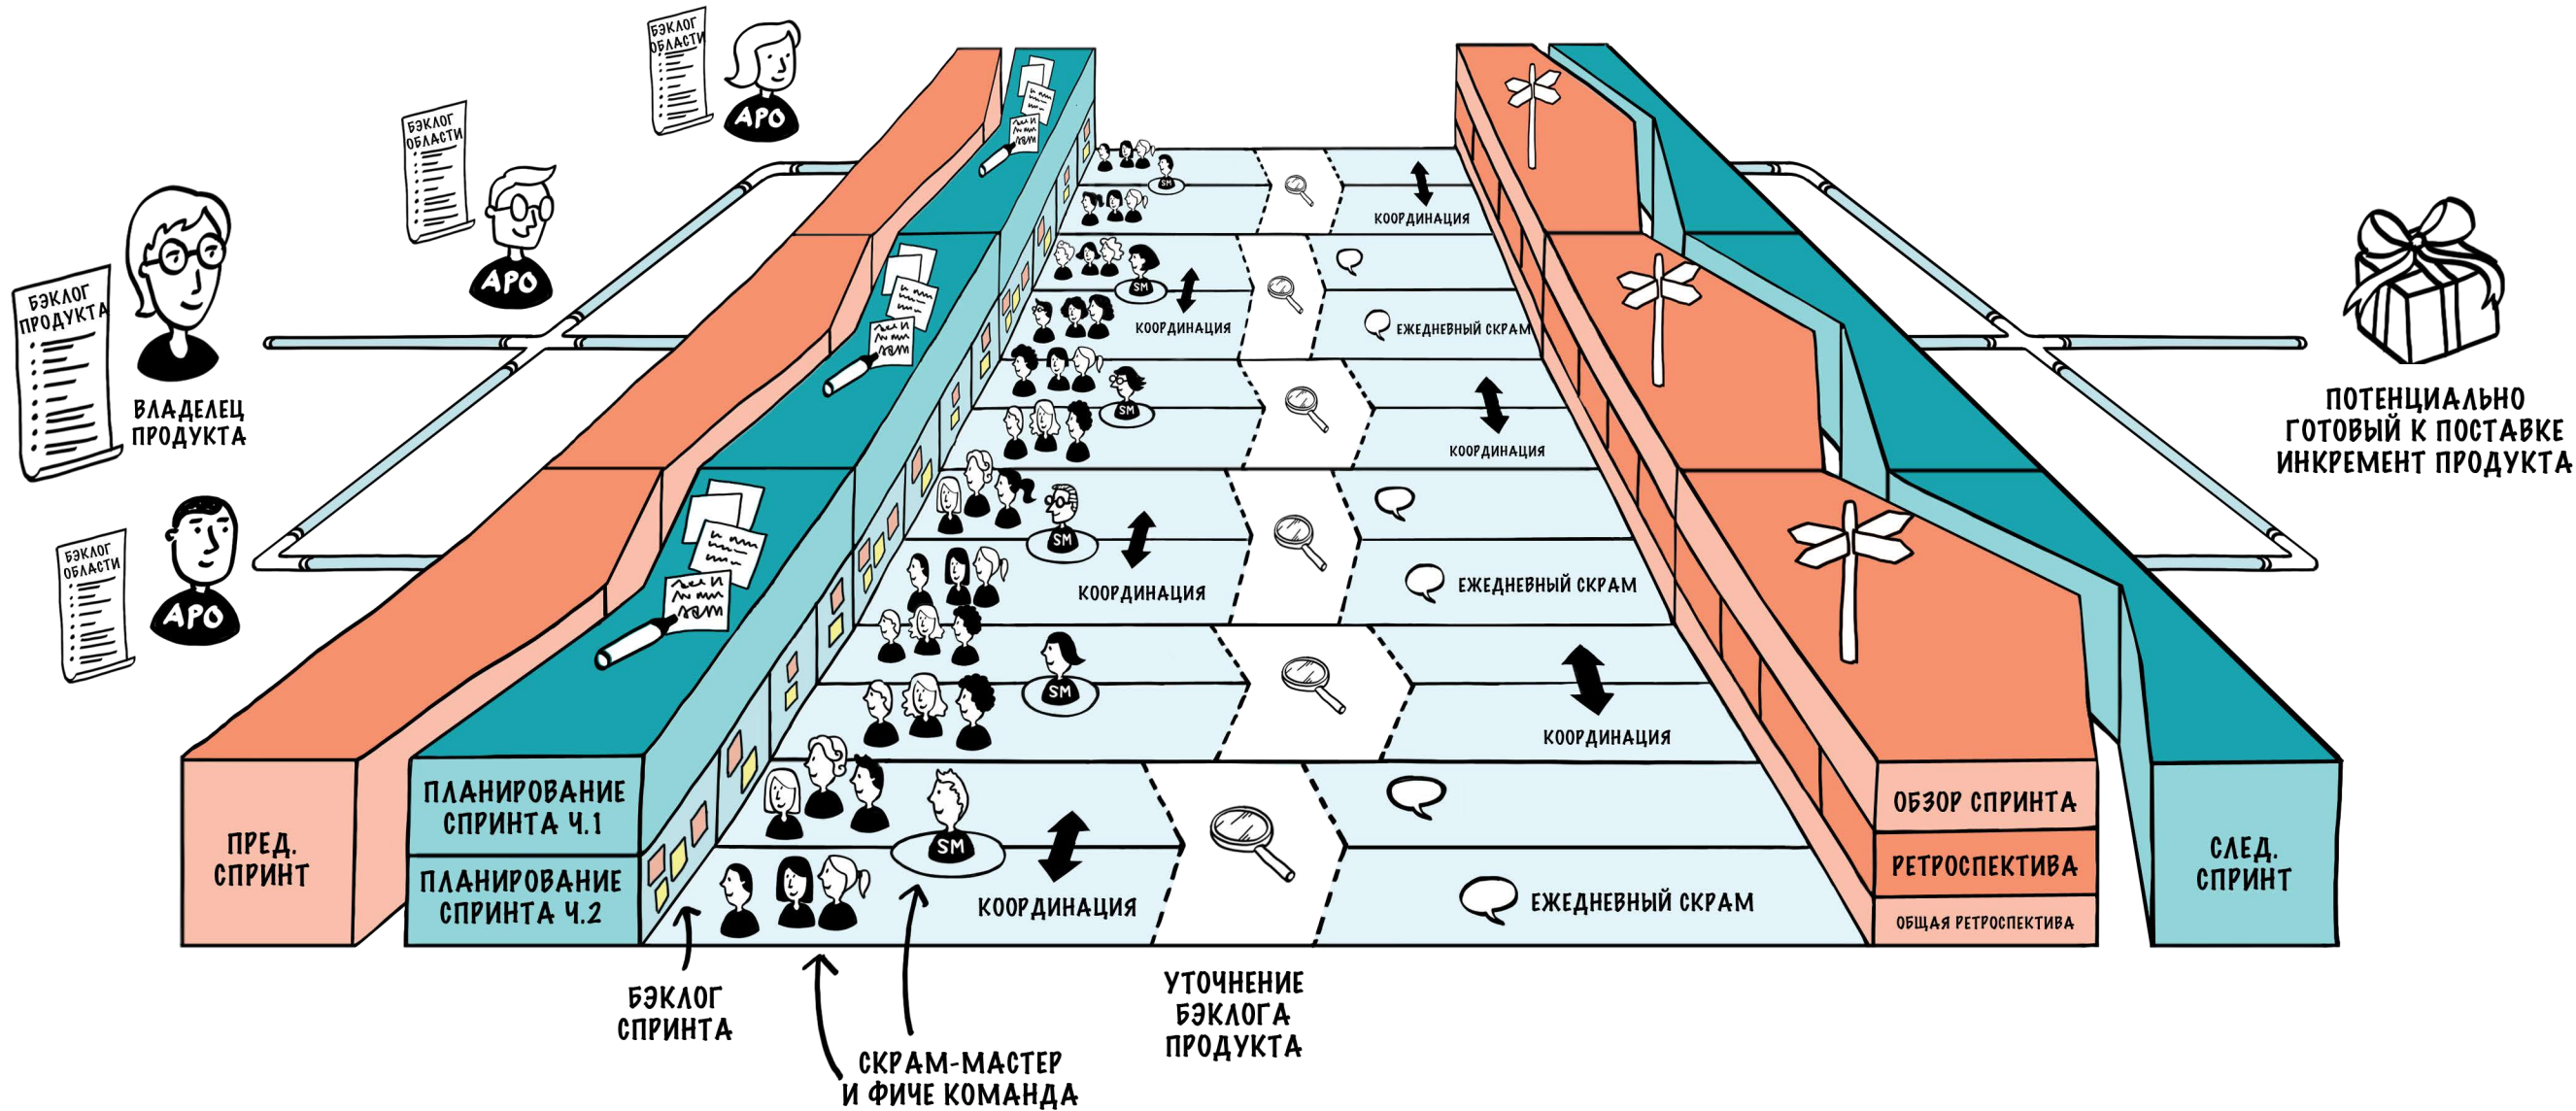 БЭКЛОГ
ОБЛАСТИ
APO
БЭКЛОГ
ОБЛАСТИ
APO
БЭКЛОГ
ПРОДУКТА
ВЛАДЕЛЕЦ
ПРОДУКТА
БЭКЛОГ
ОБЛАСТИ
APO
SM
КООРДИНАЦИЯ
SM
КООРДИНАЦИЯ
ЕЖЕДНЕВНЫЙ СКРАМ
SM
КООРДИНАЦИЯ
SM
КООРДИНАЦИЯ
ЕЖЕДНЕВНЫЙ СКРАМ
SM
КООРДИНАЦИЯ
SM
КООРДИНАЦИЯ
ЕЖЕДНЕВНЫЙ СКРАМ
ПРЕД.
СПРИНТ
ПЛАНИРОВАНИЕ
СПРИНТА Ч.1
ПЛАНИРОВАНИЕ
СПРИНТА Ч.2
ОБЗОР СПРИНТА
РЕТРОСПЕКТИВА
ОБЩАЯ РЕТРОСПЕКТИВА
СЛЕД.
СПРИНТ
ПОТЕНЦИАЛЬНО
ГОТОВЫЙ К ПОСТАВКЕ
ИНКРЕМЕНТ ПРОДУКТА
БЭКЛОГ
СПРИНТА
СКРАМ-МАСТЕР
И ФИЧЕ КОМАНДА
УТОЧНЕНИЕ
БЭКЛОГА
ПРОДУКТА